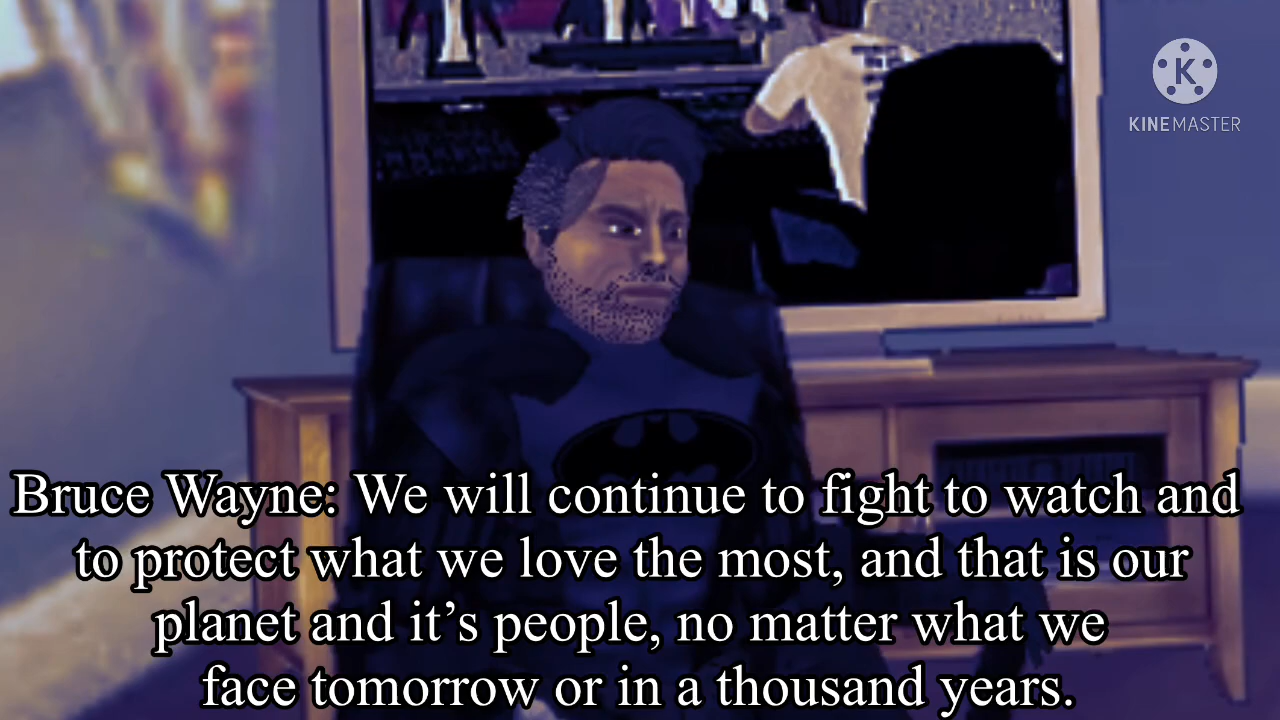 K
KINEMASTER
Bruce Wayne: We will continue to fight to watch and
to protect what we love the most, and that is our
planet and it’s people, no matter what we
face tomorrow or in a thousand years.